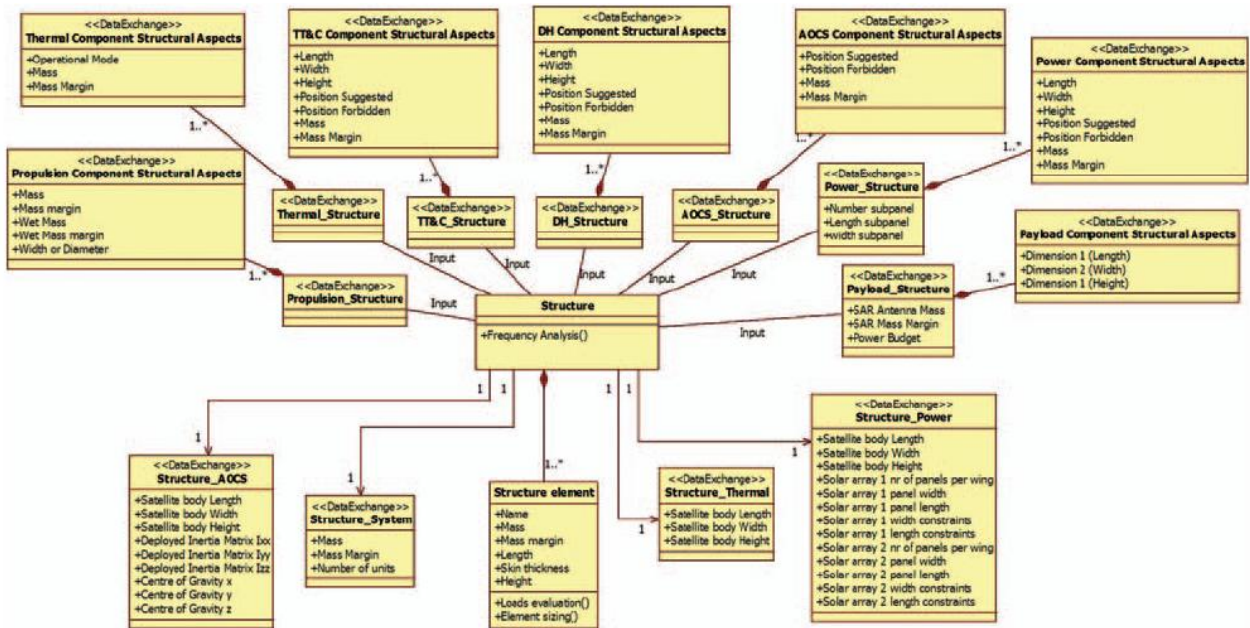 <<DataExchange>>
Thermal Component Structural Aspects
+Operational Mode
+Mass
+Mass Margin
<<DataExchange>>
TT&C Component Structural Aspects
+Length
+Width
+Height
+Position Suggested
+Position Forbidden
+Mass
+Mass Margin
<<DataExchange>>
DH Component Structural Aspects
+Length
+Width
+Height
+Position Suggested
+Position Forbidden
+Mass
+Mass Margin
<<DataExchange>>
AOCS Component Structural Aspects
+Position Suggested
+Position Forbidden
+Mass
+Mass Margin
<<DataExchange>>
Power Component Structural Aspects
+Length
+Width
+Height
+Position Suggested
+Position Forbidden
+Mass
+Mass Margin
1..*
1..*
1..*
1..*
1..*
<<DataExchange>>
Propulsion Component Structural Aspects
+Mass
+Mass margin
+Wet Mass
+Wet Mass margin
+Width or Diameter
<<DataExchange>>
Thermal_Structure
<<DataExchange>>
TT&C_Structure
<<DataExchange>>
DH_Structure
<<DataExchange>>
AOCS_Structure
<<DataExchange>>
Power_Structure
+Number subpanel
+Length subpanel
+width subpanel
<<DataExchange>>
Payload Component Structural Aspects
+Dimension 1 (Length)
+Dimension 2 (Width)
+Dimension 1 (Height)
1..*
1..*
Input
Input
Input
Input
Input
Input
Input
<<DataExchange>>
Propulsion_Structure
Structure
+Frequency Analysis()
<<DataExchange>>
Payload_Structure
+SAR Antenna Mass
+SAR Mass Margin
+Power Budget
1
1
1
1
1
1
1..*
1
1
<<DataExchange>>
Structure_AOCS
+Satellite body Length
+Satellite body Width
+Satellite body Height
+Deployed Inertia Matrix Ixx
+Deployed Inertia Matrix Iyy
+Deployed Inertia Matrix Izz
+Centre of Gravity x
+Centre of Gravity y
+Centre of Gravity z
<<DataExchange>>
Structure_System
+Mass
+Mass Margin
+Number of units
Structure element
+Name
+Mass
+Mass margin
+Length
+Skin thickness
+Height
+Loads evaluation()
+Element sizing()
<<DataExchange>>
Structure_Thermal
+Satellite body Length
+Satellite body Width
+Satellite body Height
<<DataExchange>>
Structure_Power
+Satellite body Length
+Satellite body Width
+Satellite body Height
+Solar array 1 nr of panels per wing
+Solar array 1 panel width
+Solar array 1 panel length
+Solar array 1 width constraints
+Solar array 1 length constraints
+Solar array 2 nr of panels per wing
+Solar array 2 panel width
+Solar array 2 panel length
+Solar array 2 width constraints
+Solar array 2 length constraints